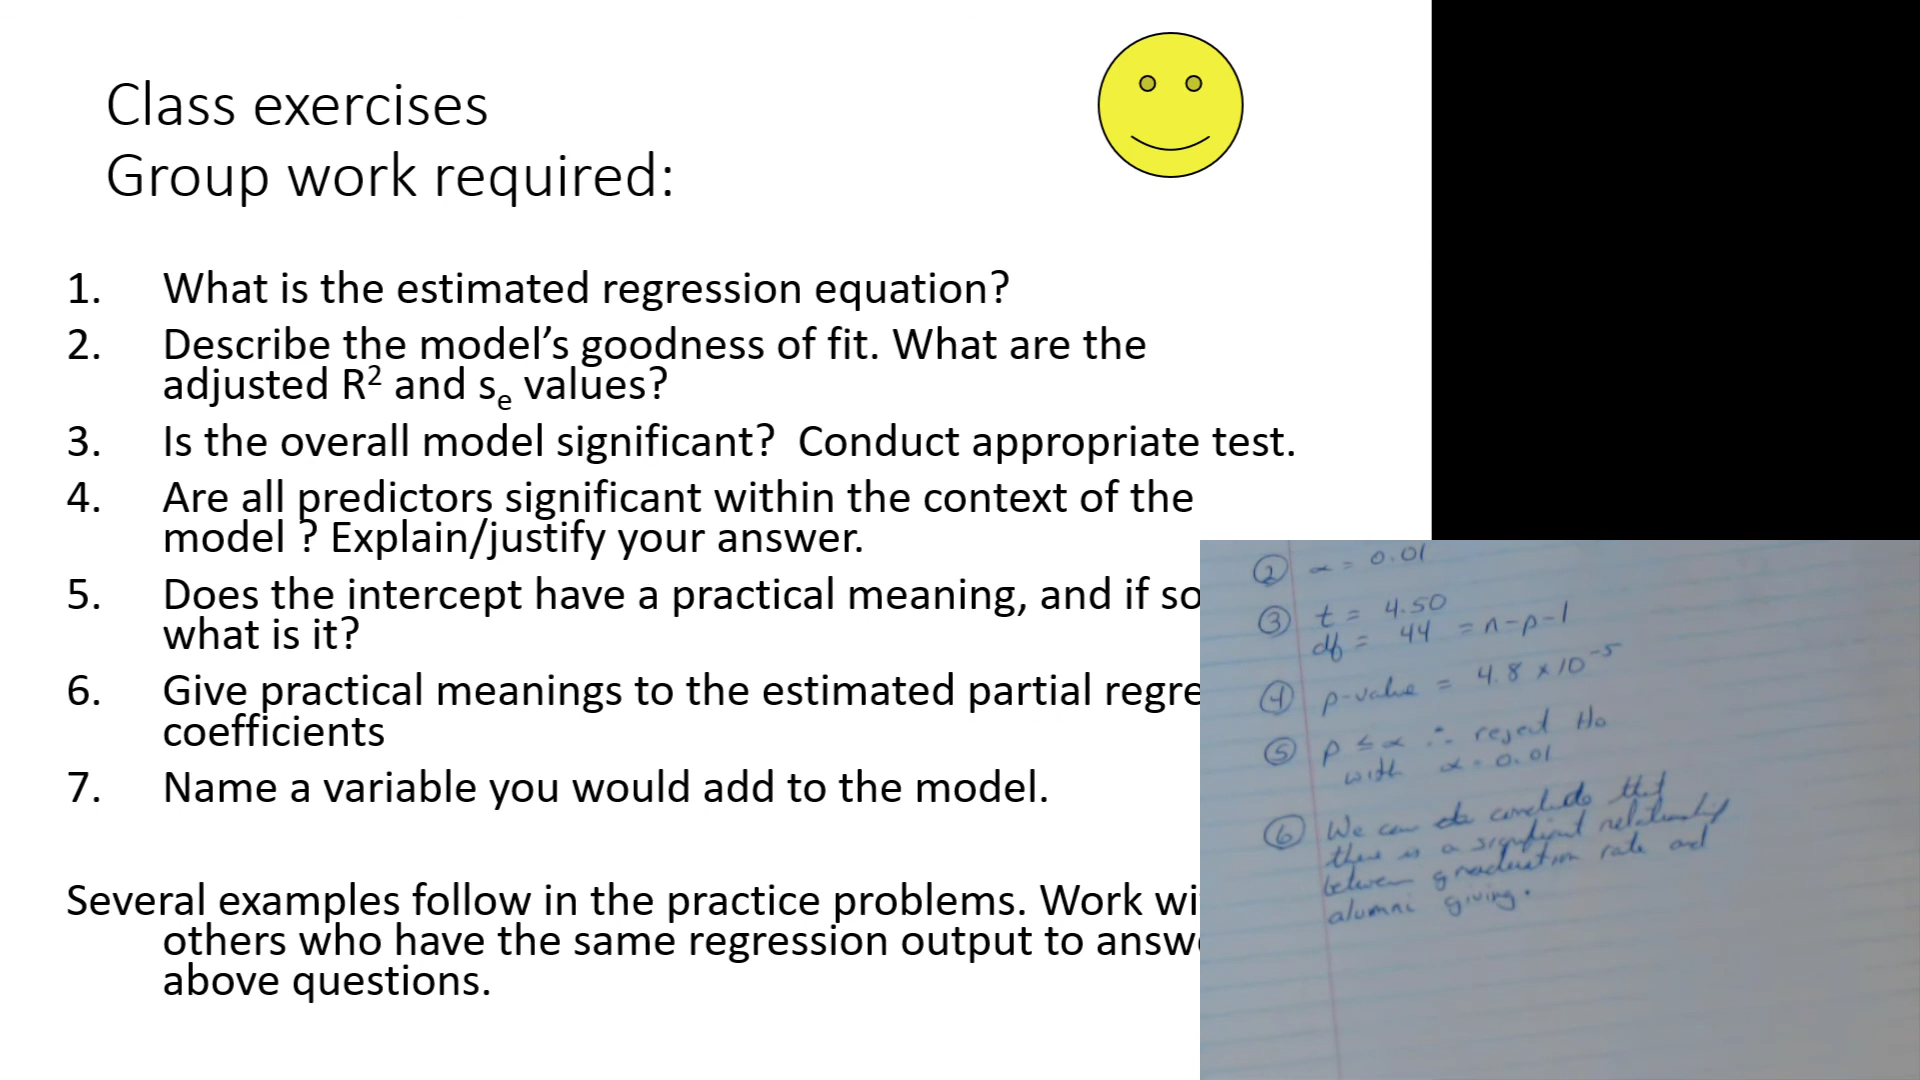 Class exercises
Group work required:
1. What is the estimated regression equation?
2. Describe the model’s goodness of fit. What are the
adjusted R² and sₑ values?
3. Is the overall model significant?  Conduct appropriate test.
4. Are all predictors significant within the context of the
model ? Explain/justify your answer.
5. Does the intercept have a practical meaning, and if so
what is it?
6. Give practical meanings to the estimated partial regre
coefficients
7. Name a variable you would add to the model.
Several examples follow in the practice problems. Work wi
others who have the same regression output to answ
above questions.
② α = 0.01
③ t = 4.50
df = 44 = n-p-1
④ p-value = 4.8 × 10⁻⁵
⑤ p ≤ α ∴ reject Ho
with α = 0.01
⑥ We can conclude that
there is a significant relationship
between graduation rate and
alumni giving.